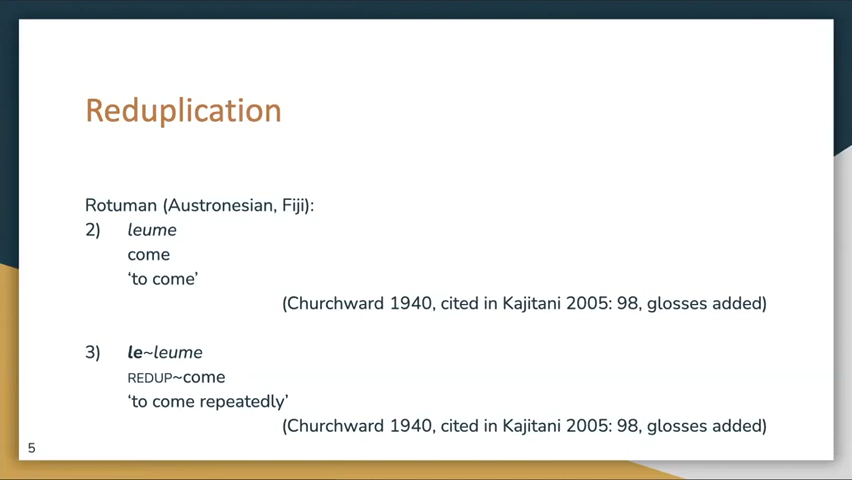 Reduplication
Rotuman (Austronesian, Fiji):
2) leume
come
‘to come’
(Churchward 1940, cited in Kajitani 2005: 98, glosses added)
3) le~leume
REDUP~come
‘to come repeatedly’
(Churchward 1940, cited in Kajitani 2005: 98, glosses added)
5